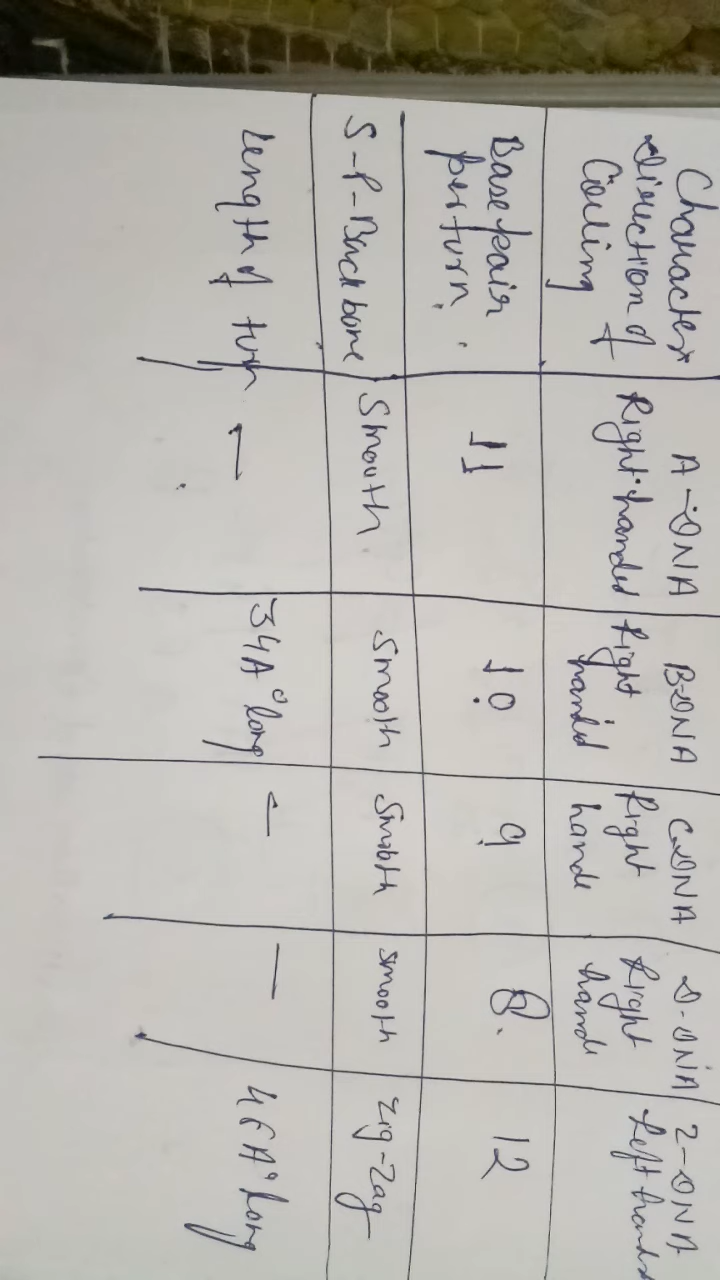 Character A-DNA B-DNA C-DNA D-DNA Z-DNA
Direction of Right handed Right Right Right Left hand
Coiling handed hande hande
Base pair 11 10 9 8 12
per turn
S-P-Backbone Smooth Smooth Smooth smooth zig-zag
Length of turn — 34A° long — — 46A° long